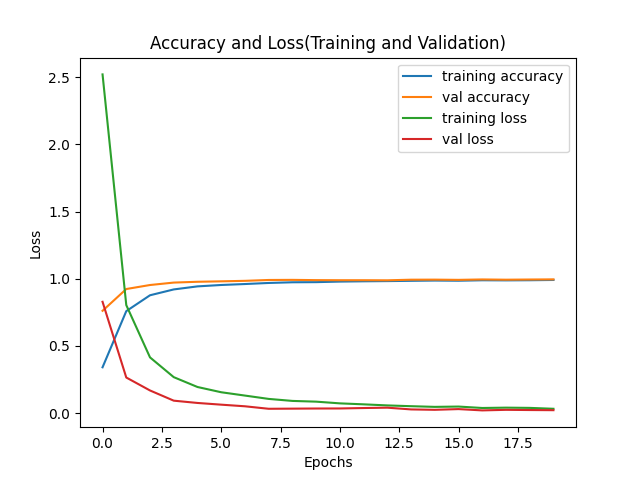 Accuracy and Loss(Training and Validation)
training accuracy
val accuracy
training loss
val loss
2.5
2.0
1.5
1.0
0.5
0.0
Loss
0.0 2.5 5.0 7.5 10.0 12.5 15.0 17.5
Epochs